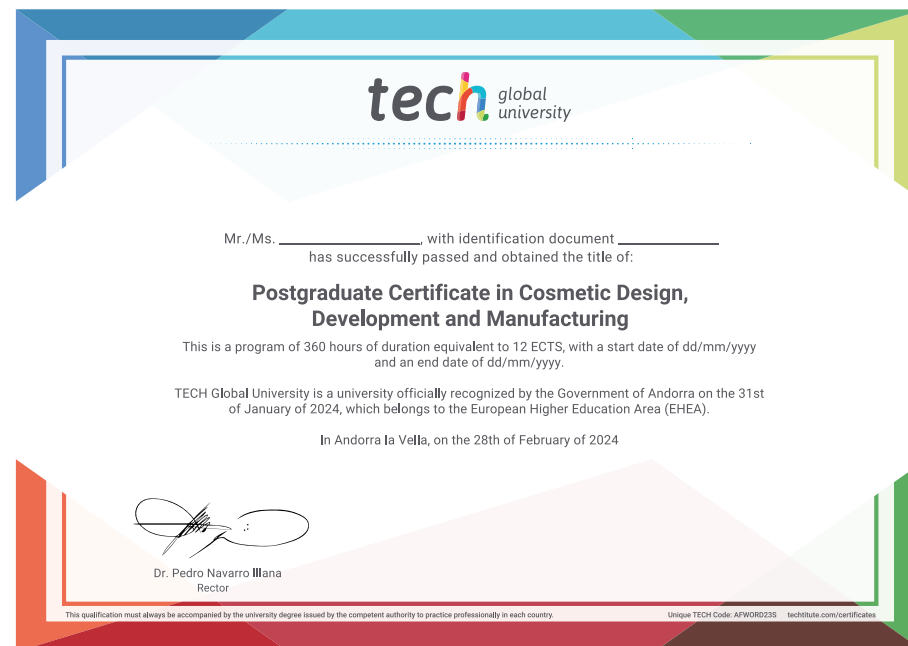 tech global
university
Mr./Ms. ____________________, with identification document ______________
has successfully passed and obtained the title of:
Postgraduate Certificate in Cosmetic Design,
Development and Manufacturing
This is a program of 360 hours of duration equivalent to 12 ECTS, with a start date of dd/mm/yyyy
and an end date of dd/mm/yyyy.
TECH Global University is a university officially recognized by the Government of Andorra on the 31st
of January of 2024, which belongs to the European Higher Education Area (EHEA).
In Andorra la Vella, on the 28th of February of 2024
Dr. Pedro Navarro Illana
Rector
This qualification must always be accompanied by the university degree issued by the competent authority to practice professionally in each country.
Unique TECH Code: AFWORD23S techtitute.com/certificates